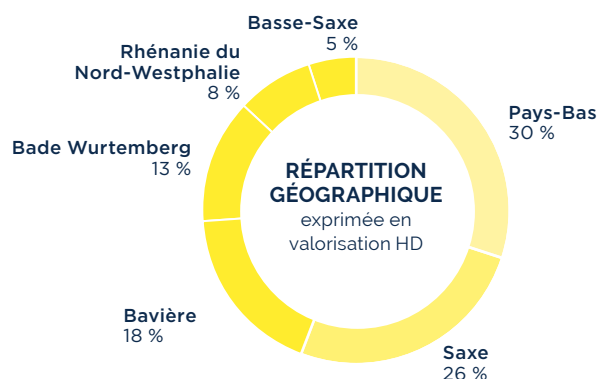 Basse-Saxe
5 %
Rhénanie du
Nord-Westphalie
8 %
Pays-Bas
30 %
Bade Wurtemberg
13 %
RÉPARTITION
GÉOGRAPHIQUE
exprimée en
valorisation HD
Bavière
18 %
Saxe
26 %